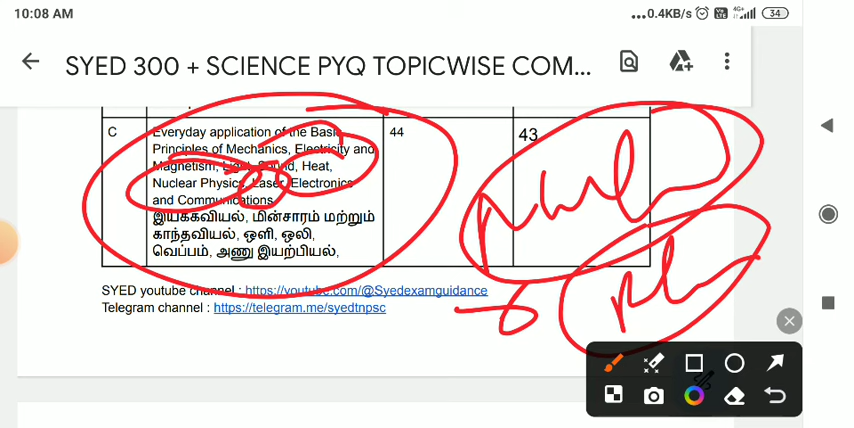 10:08 AM
...0.4KB/s
4G+
34
SYED 300 + SCIENCE PYQ TOPICWISE COM...
C
Everyday application of the Basic
Principles of Mechanics, Electricity and
Magnetism, Light, Sound, Heat,
Nuclear Physics, Laser, Electronics
and Communications
இயக்கவியல், மின்சாரம் மற்றும்
காந்தவியல், ஒளி, ஒலி,
வெப்பம், அணு இயற்பியல்,
44
43
SYED youtube channel : https://youtube.com/@Syedexamguidance
Telegram channel : https://telegram.me/syedtnpsc